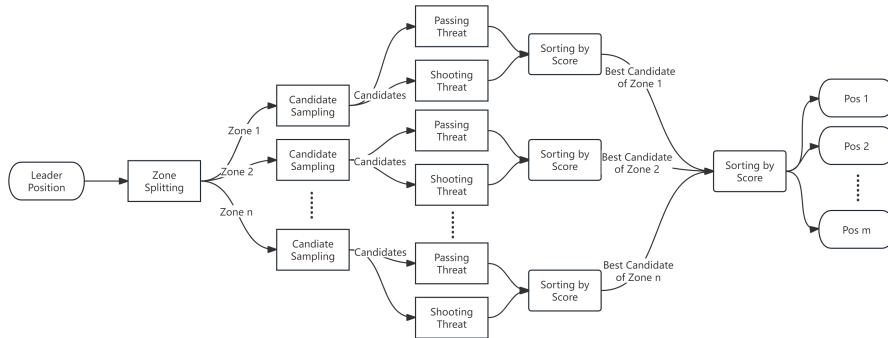 Leader
Position
Zone
Splitting
Zone 1
Zone 2
Zone n
Candidate
Sampling
Candidate
Sampling
Candiate
Sampling
Candidates
Candidates
Candidates
Passing
Threat
Shooting
Threat
Passing
Threat
Shooting
Threat
Passing
Threat
Shooting
Threat
Sorting by
Score
Sorting by
Score
Sorting by
Score
Best Candidate
of Zone 1
Best Candidate
of Zone 2
Best Candidate
of Zone n
Sorting by
Score
Pos 1
Pos 2
Pos m